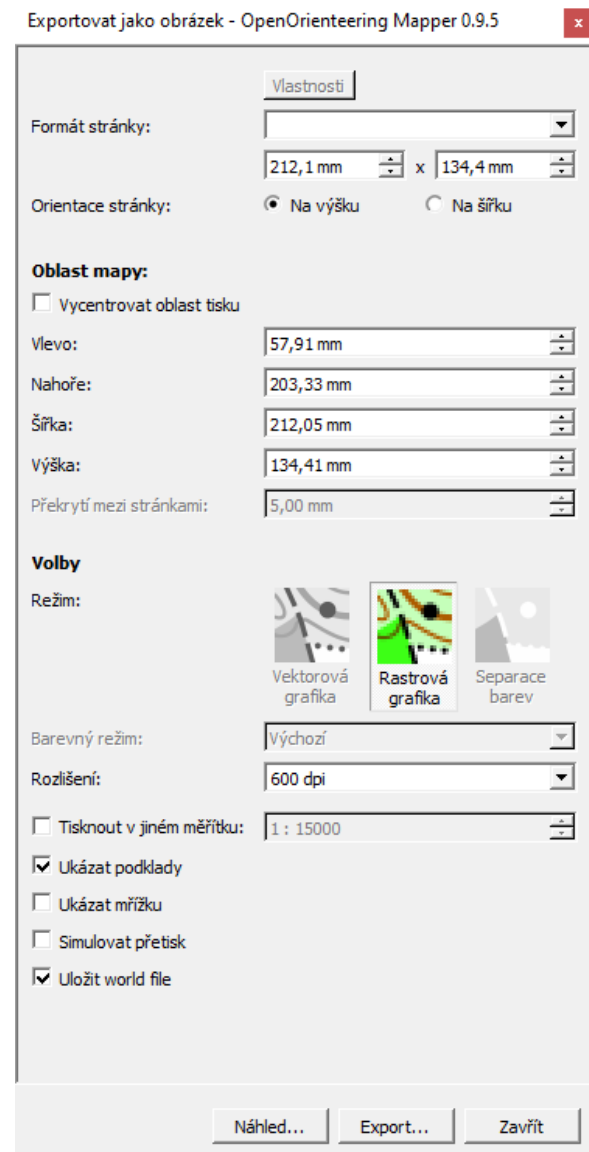 Exportovat jako obrázek - OpenOrienteering Mapper 0.9.5
x
Vlastnosti
Formát stránky:
212,1 mm x 134,4 mm
Orientace stránky: Na výšku Na šířku
Oblast mapy:
Vycentrovat oblast tisku
Vlevo: 57,91 mm
Nahoře: 203,33 mm
Šířka: 212,05 mm
Výška: 134,41 mm
Překrytí mezi stránkami: 5,00 mm
Volby
Režim:
Vektorová grafika
Rastrová grafika
Separace barev
Barevný režim: Výchozí
Rozlišení: 600 dpi
Tisknout v jiném měřítku: 1 : 15000
Ukázat podklady
Ukázat mřížku
Simulovat přetisk
Uložit world file
Náhled... Export... Zavřít